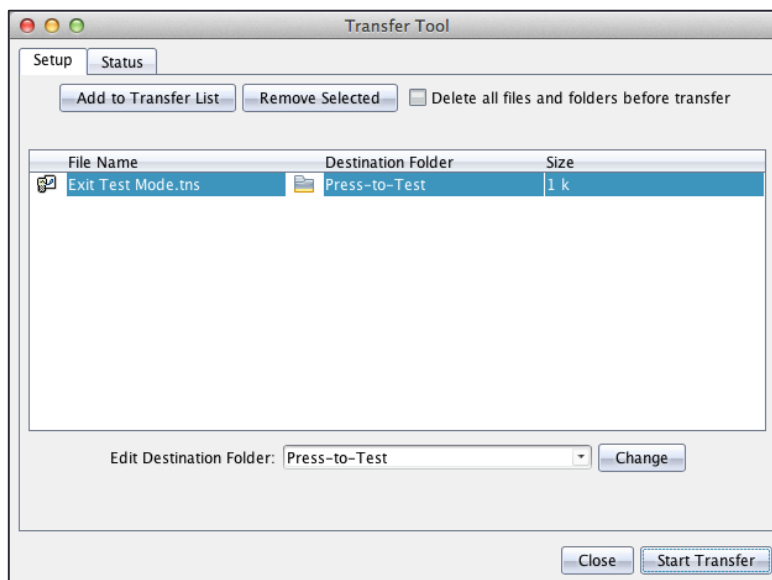 Transfer Tool
Setup Status
Add to Transfer List Remove Selected Delete all files and folders before transfer
File Name Destination Folder Size
Exit Test Mode.tns Press-to-Test 1 k
Edit Destination Folder: Press-to-Test Change
Close Start Transfer